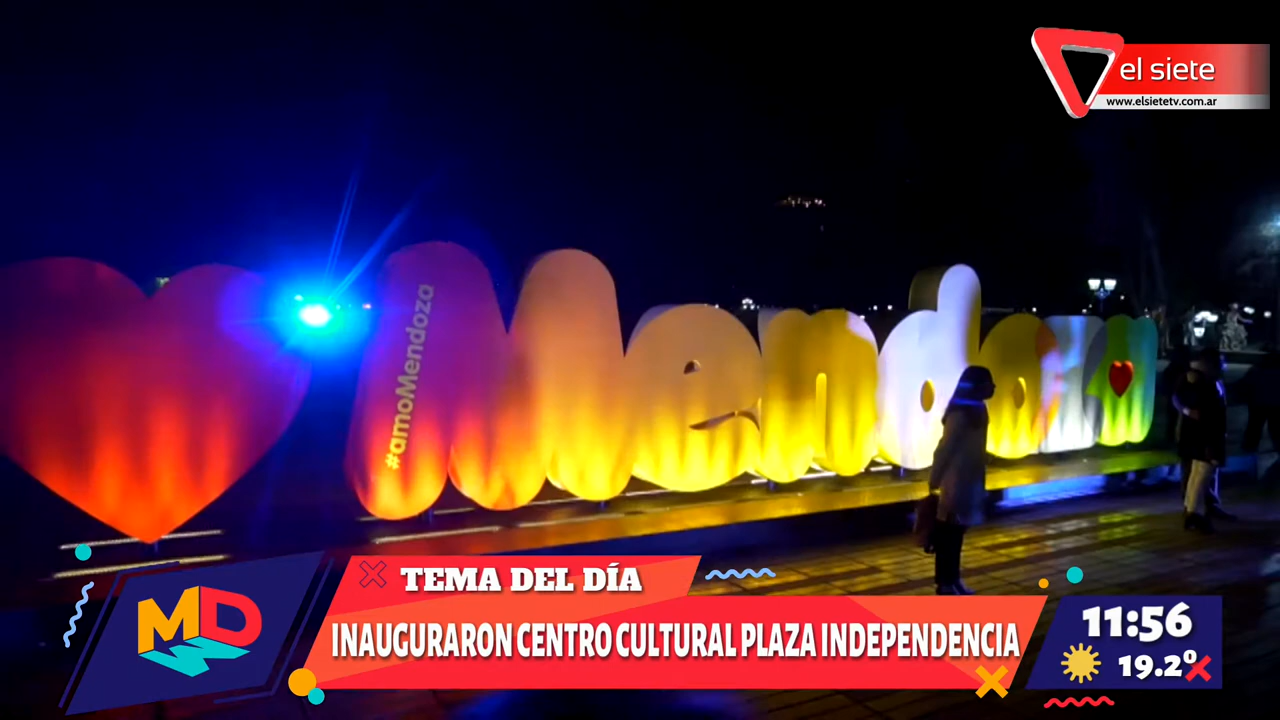 el siete
www.elsietetv.com.ar
Mendoza
#amoMendoza
TEMA DEL DÍA
MD
INAUGURARON CENTRO CULTURAL PLAZA INDEPENDENCIA
11:56
19.2º